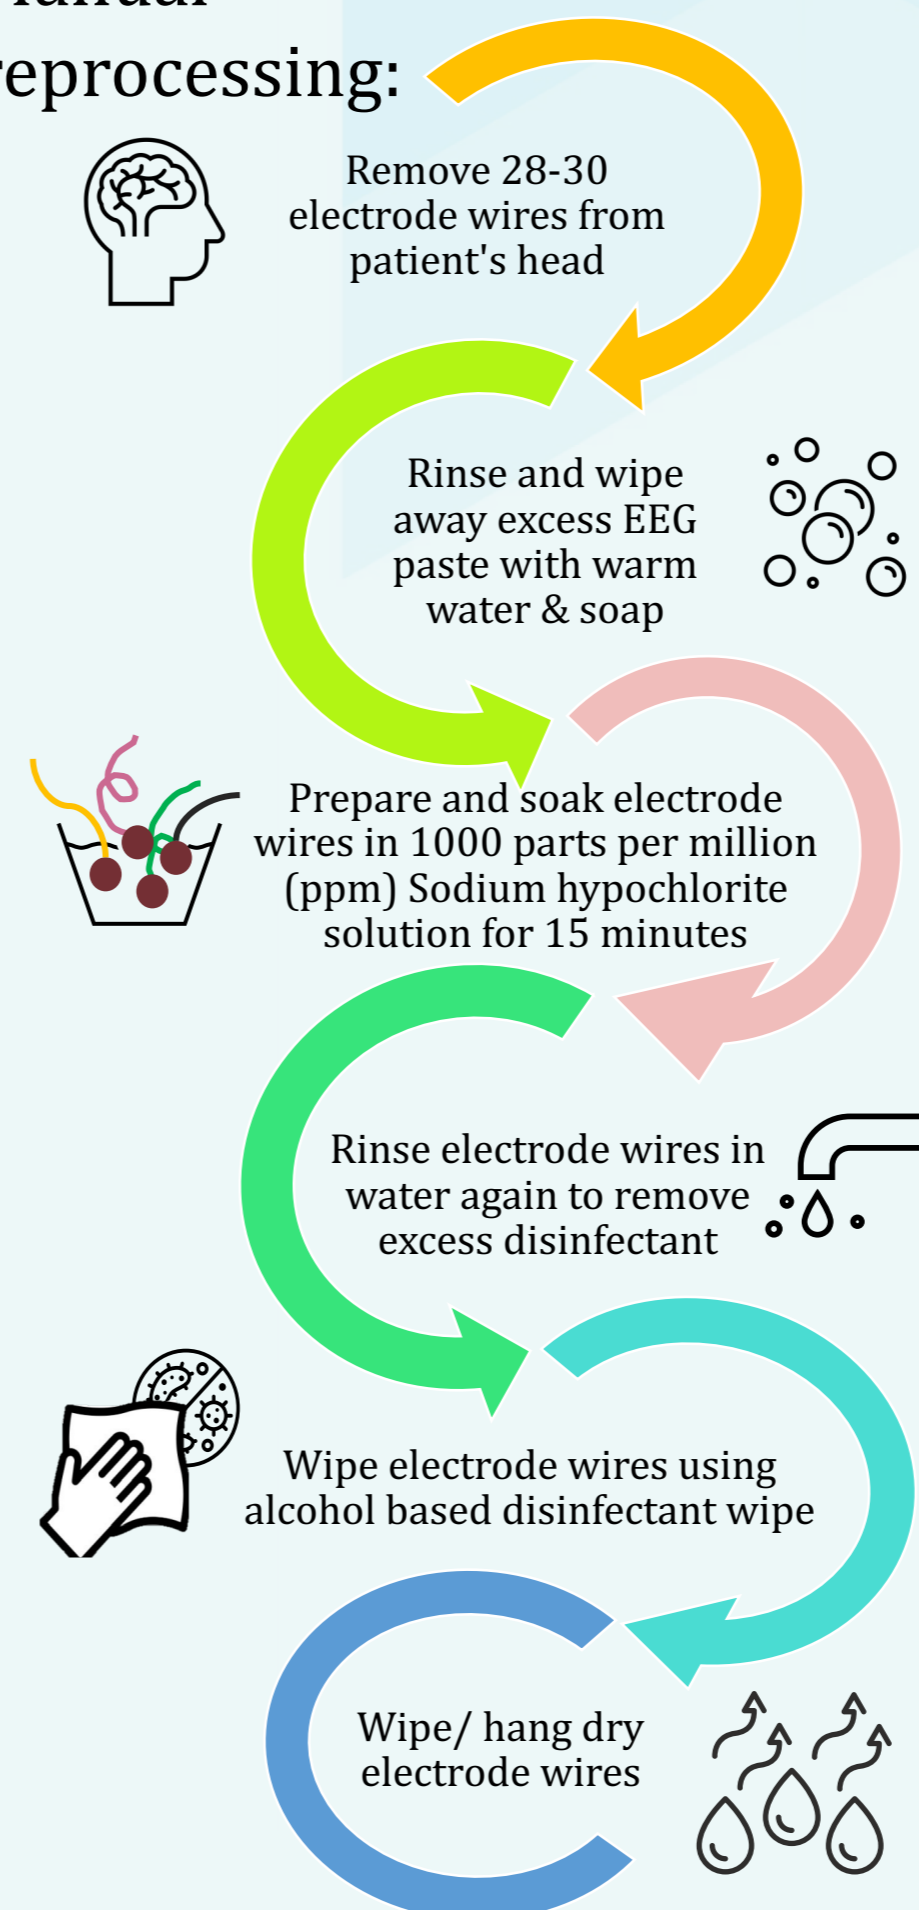 reprocessing:
Remove 28-30
electrode wires from
patient's head
Rinse and wipe
away excess EEG
paste with warm
water & soap
Prepare and soak electrode
wires in 1000 parts per million
(ppm) Sodium hypochlorite
solution for 15 minutes
Rinse electrode wires in
water again to remove
excess disinfectant
Wipe electrode wires using
alcohol based disinfectant wipe
Wipe/ hang dry
electrode wires